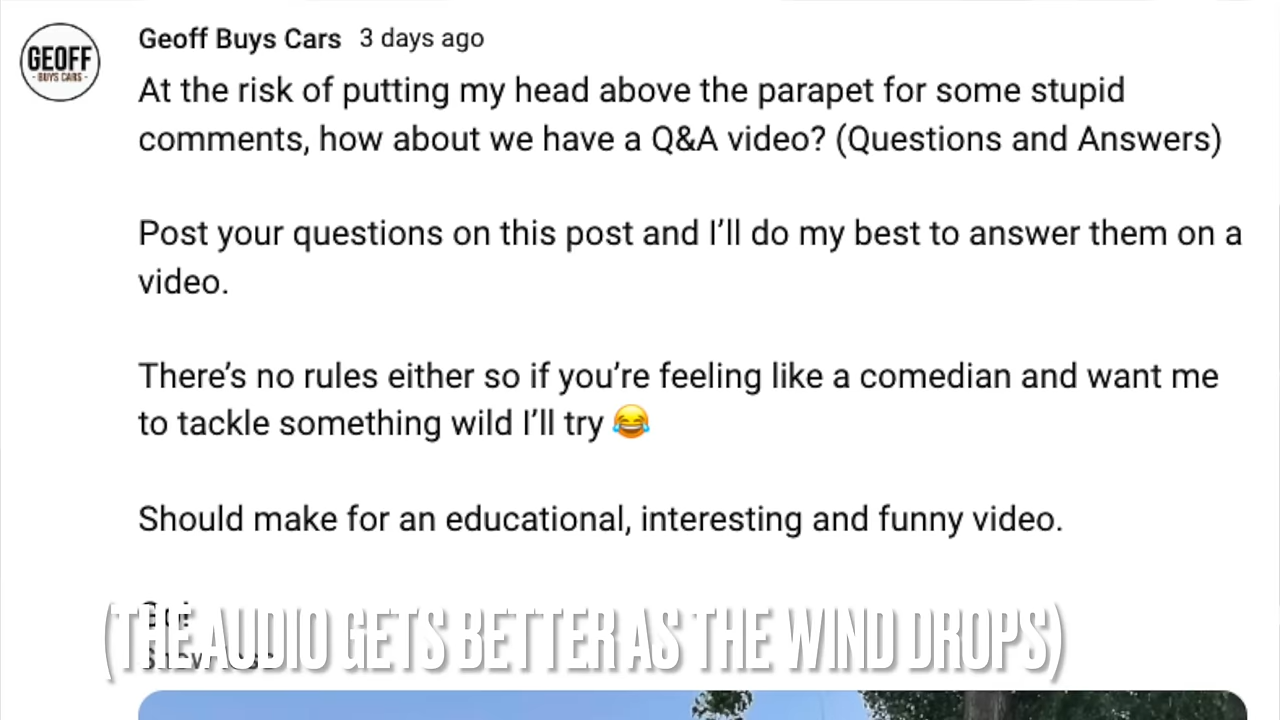 GEOFF
- BUYS CARS -
Geoff Buys Cars 3 days ago
At the risk of putting my head above the parapet for some stupid
comments, how about we have a Q&A video? (Questions and Answers)
Post your questions on this post and I’ll do my best to answer them on a
video.
There’s no rules either so if you’re feeling like a comedian and want me
to tackle something wild I’ll try 😂
Should make for an educational, interesting and funny video.
(THE AUDIO GETS BETTER AS THE WIND DROPS)